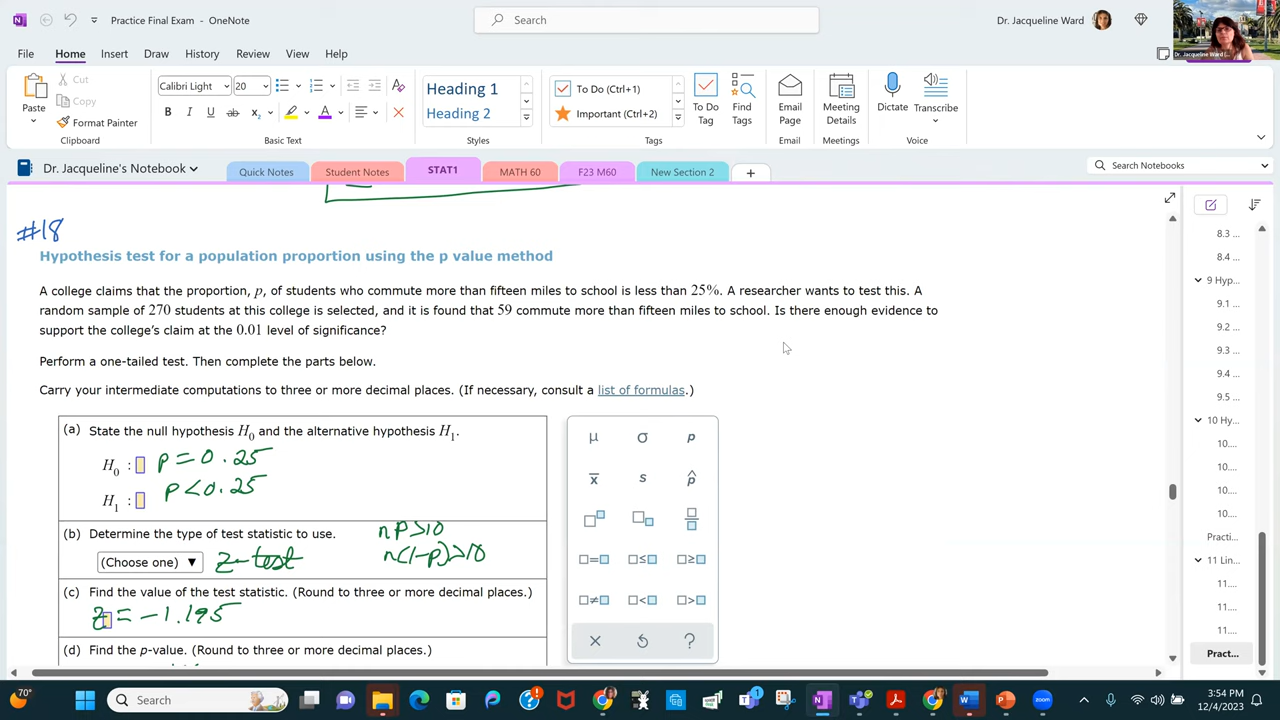 Practice Final Exam - OneNote
Search
Dr. Jacqueline Ward
Dr. Jacqueline Ward
File Home Insert Draw History Review View Help
Paste
Cut
Copy
Format Painter
Clipboard
Calibri Light 20
B I U ab x₂ A
Basic Text
Heading 1
Heading 2
Styles
To Do (Ctrl+1)
Important (Ctrl+2)
To Do Tag
Find Tags
Tags
Email Page
Email
Meeting Details
Meetings
Dictate
Transcribe
Voice
Dr. Jacqueline's Notebook
Quick Notes
Student Notes
STAT1
MATH 60
F23 M60
New Section 2
+
Search Notebooks
#18
Hypothesis test for a population proportion using the p value method
A college claims that the proportion, p, of students who commute more than fifteen miles to school is less than 25%. A researcher wants to test this. A
random sample of 270 students at this college is selected, and it is found that 59 commute more than fifteen miles to school. Is there enough evidence to
support the college's claim at the 0.01 level of significance?
Perform a one-tailed test. Then complete the parts below.
Carry your intermediate computations to three or more decimal places. (If necessary, consult a list of formulas.)
(a) State the null hypothesis H₀ and the alternative hypothesis H₁.
H₀ : p = 0.25
H₁ : p < 0.25
(b) Determine the type of test statistic to use.
np>10
(Choose one) ▼ z-test
n(1-p)>10
(c) Find the value of the test statistic. (Round to three or more decimal places.)
z = -1.195
(d) Find the p-value. (Round to three or more decimal places.)
μ σ p
x̄ s p̂
□=□ □≤□ □≥□
□≠□ □<□ □>□
× ?
8.3 ...
8.4 ...
9 Hyp...
9.1 ...
9.2 ...
9.3 ...
9.4 ...
9.5 ...
10 Hy...
10....
10....
10....
10....
Practi...
11 Lin...
11....
11....
11....
Pract...
70°
Search
1
3:54 PM
12/4/2023